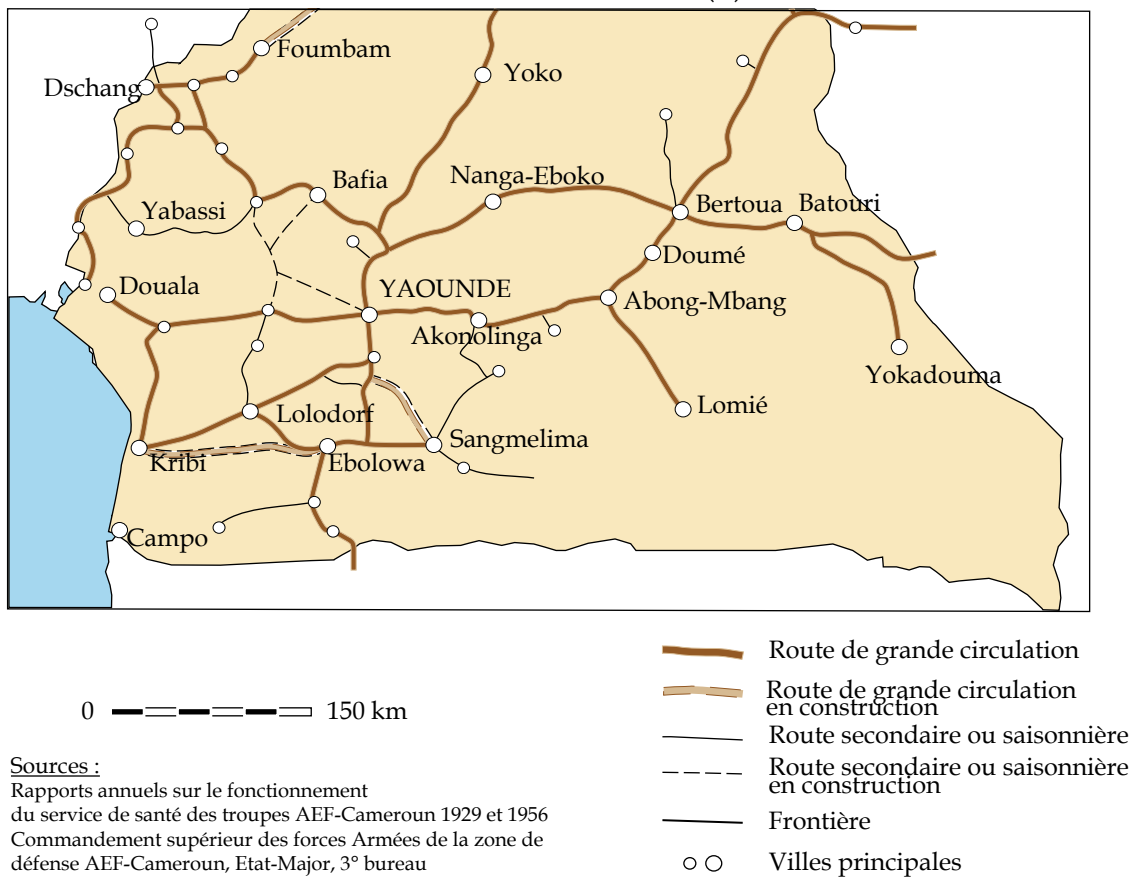 Foumbam
Yoko
Dschang
Bafia
Nanga-Eboko
Yabassi
Bertoua
Batouri
Doumé
Douala
YAOUNDE
Abong-Mbang
Akonolinga
Yokadouma
Lomié
Lolodorf
Sangmelima
Kribi
Ebolowa
Campo
Route de grande circulation
Route de grande circulation
en construction
0 150 km
Route secondaire ou saisonnière
Route secondaire ou saisonnière
en construction
Frontière
Villes principales
Sources :
Rapports annuels sur le fonctionnement
du service de santé des troupes AEF-Cameroun 1929 et 1956
Commandement supérieur des forces Armées de la zone de
défense AEF-Cameroun, Etat-Major, 3° bureau